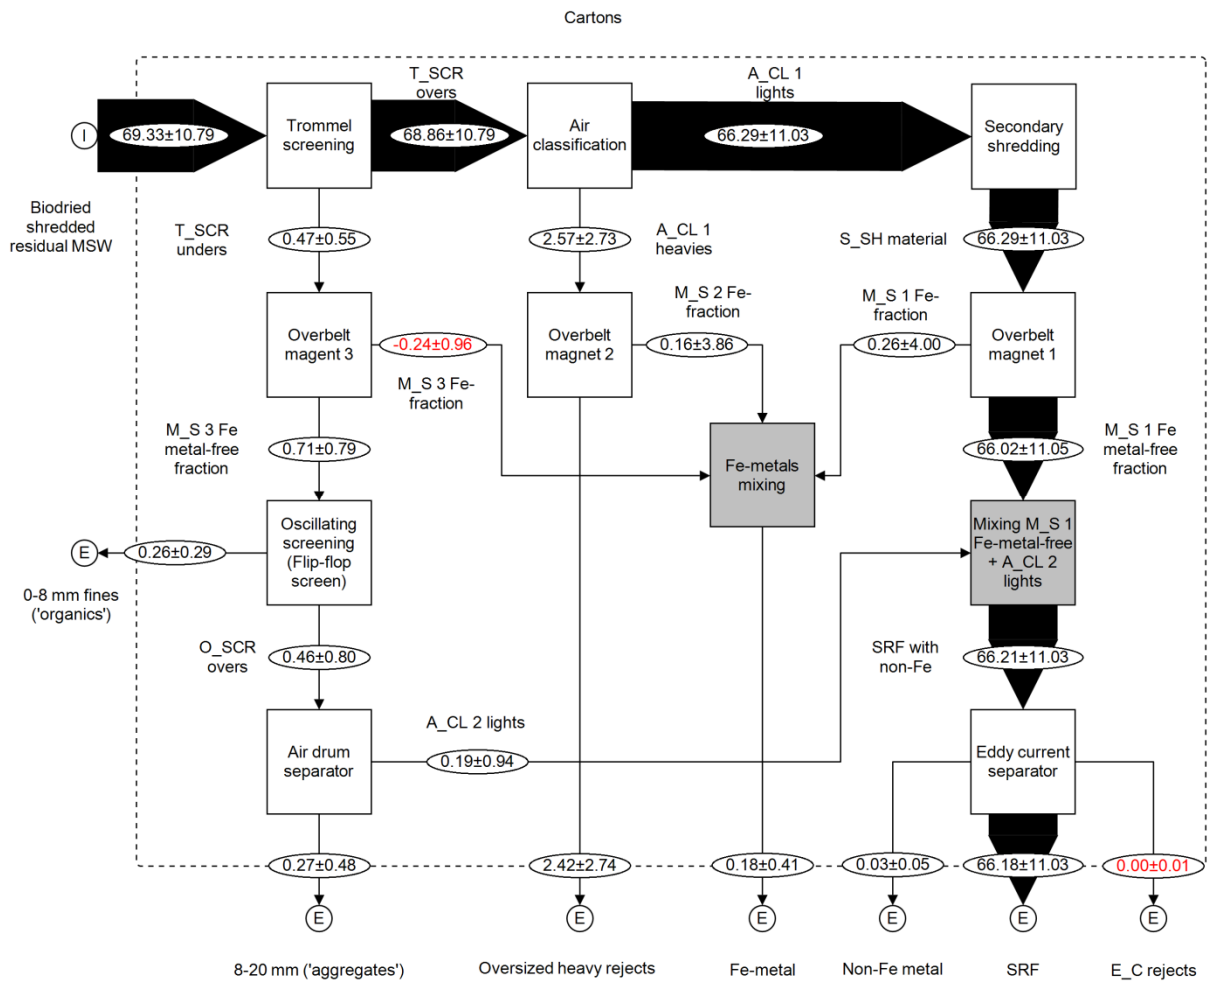 Cartons
T_SCR
overs
A_CL 1
lights
I
69.33±10.79
Trommel
screening
68.86±10.79
Air
classification
66.29±11.03
Secondary
shredding
Biodried
shredded
residual MSW
T_SCR
unders
0.47±0.55
2.57±2.73
A_CL 1
heavies
S_SH material
66.29±11.03
M_S 2 Fe-
fraction
M_S 1 Fe-
fraction
Overbelt
magent 3
-0.24±0.96
Overbelt
magnet 2
0.16±3.86
0.26±4.00
Overbelt
magnet 1
M_S 3 Fe-
fraction
M_S 3 Fe
metal-free
fraction
0.71±0.79
Fe-metals
mixing
66.02±11.05
M_S 1 Fe
metal-free
fraction
E
0.26±0.29
Oscillating
screening
(Flip-flop
screen)
Mixing M_S 1
Fe-metal-free
+ A_CL 2
lights
0-8 mm fines
('organics')
O_SCR
overs
0.46±0.80
SRF with
non-Fe
66.21±11.03
A_CL 2 lights
Air drum
separator
0.19±0.94
Eddy current
separator
0.27±0.48
2.42±2.74
0.18±0.41
0.03±0.05
66.18±11.03
0.00±0.01
E
E
E
E
E
E
8-20 mm ('aggregates')
Oversized heavy rejects
Fe-metal
Non-Fe metal
SRF
E_C rejects